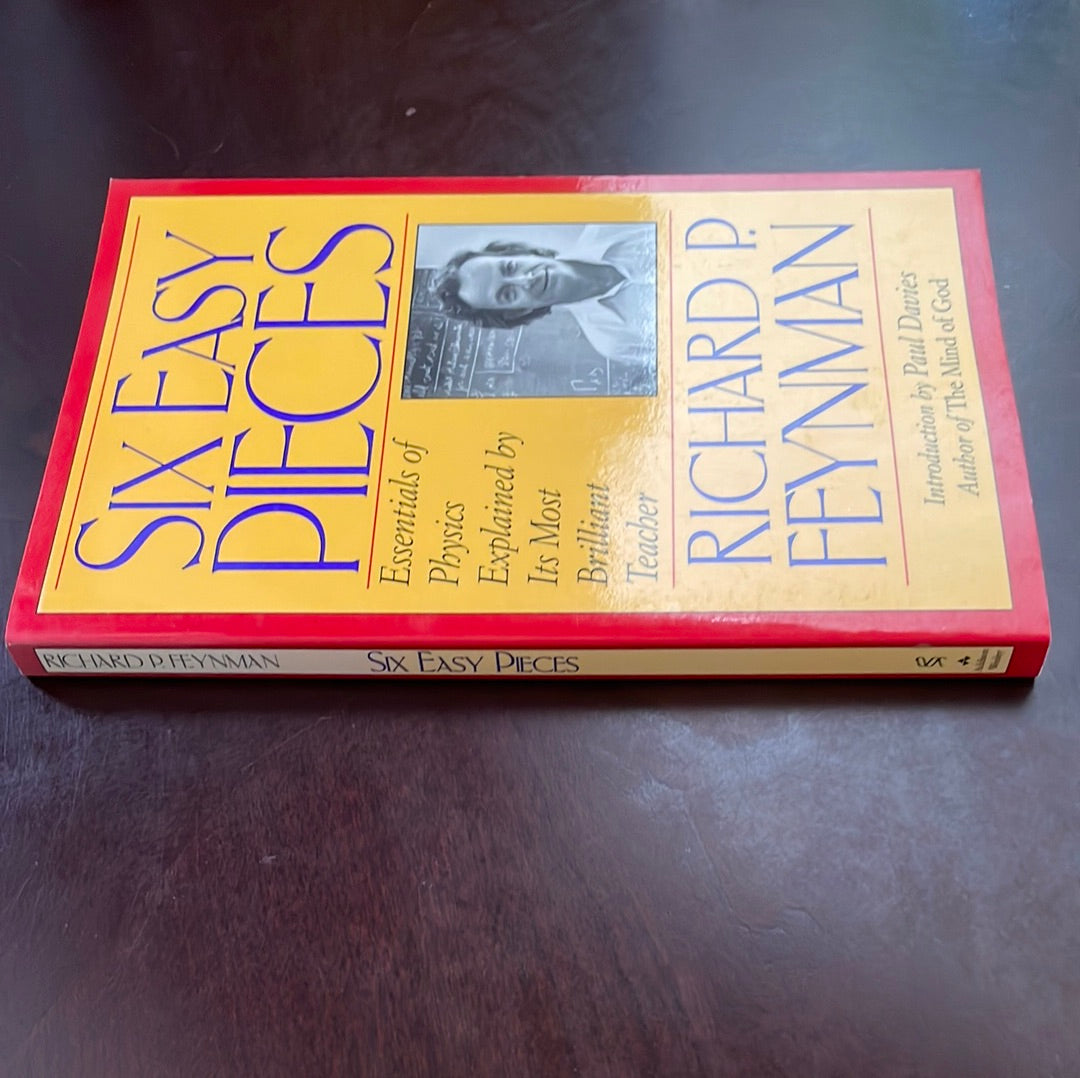 SIX EASY
PIECES
Essentials of
Physics
Explained by
Its Most
Brilliant
Teacher
RICHARD P.
FEYNMAN
Introduction by Paul Davies
Author of The Mind of God
RICHARD P. FEYNMAN SIX EASY PIECES